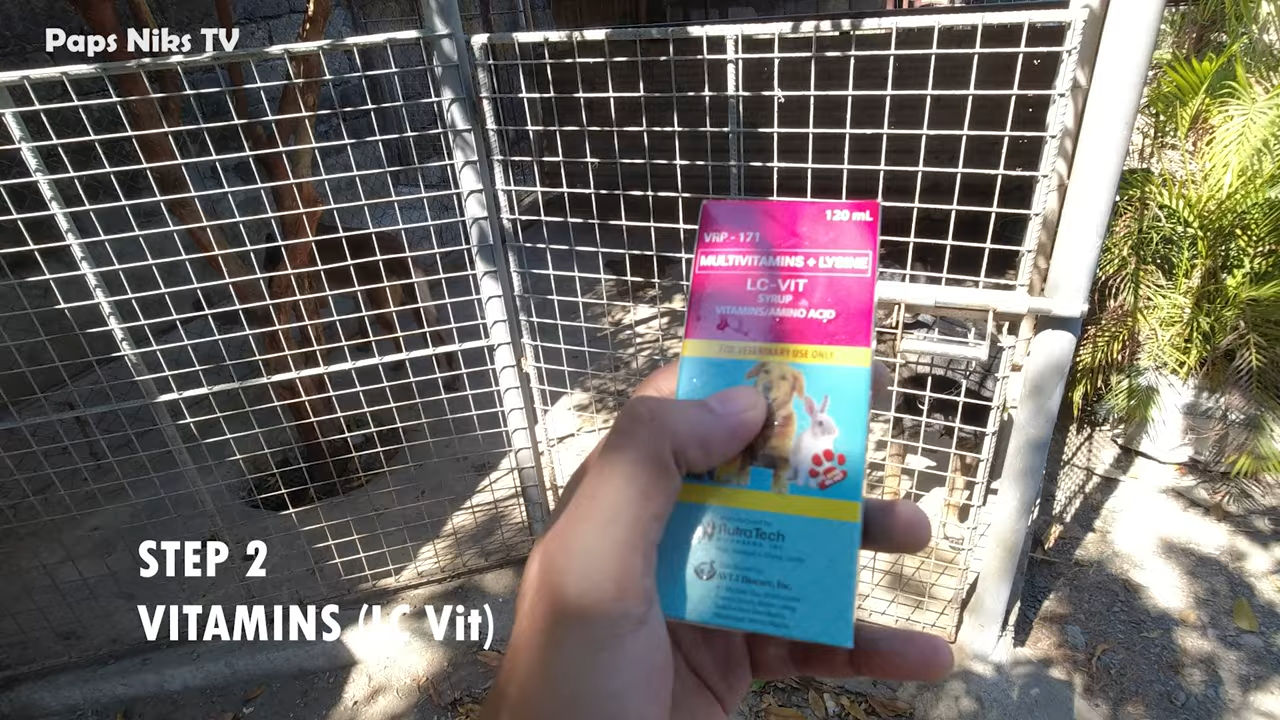 Paps Niks TV
120 mL
VRP - 171
MULTIVITAMINS + LYSINE
LC-VIT
SYRUP
VITAMINS/AMINO ACID
FOR VETERINARY USE ONLY
NutraTech
STEP 2
VITAMINS (LC Vit)